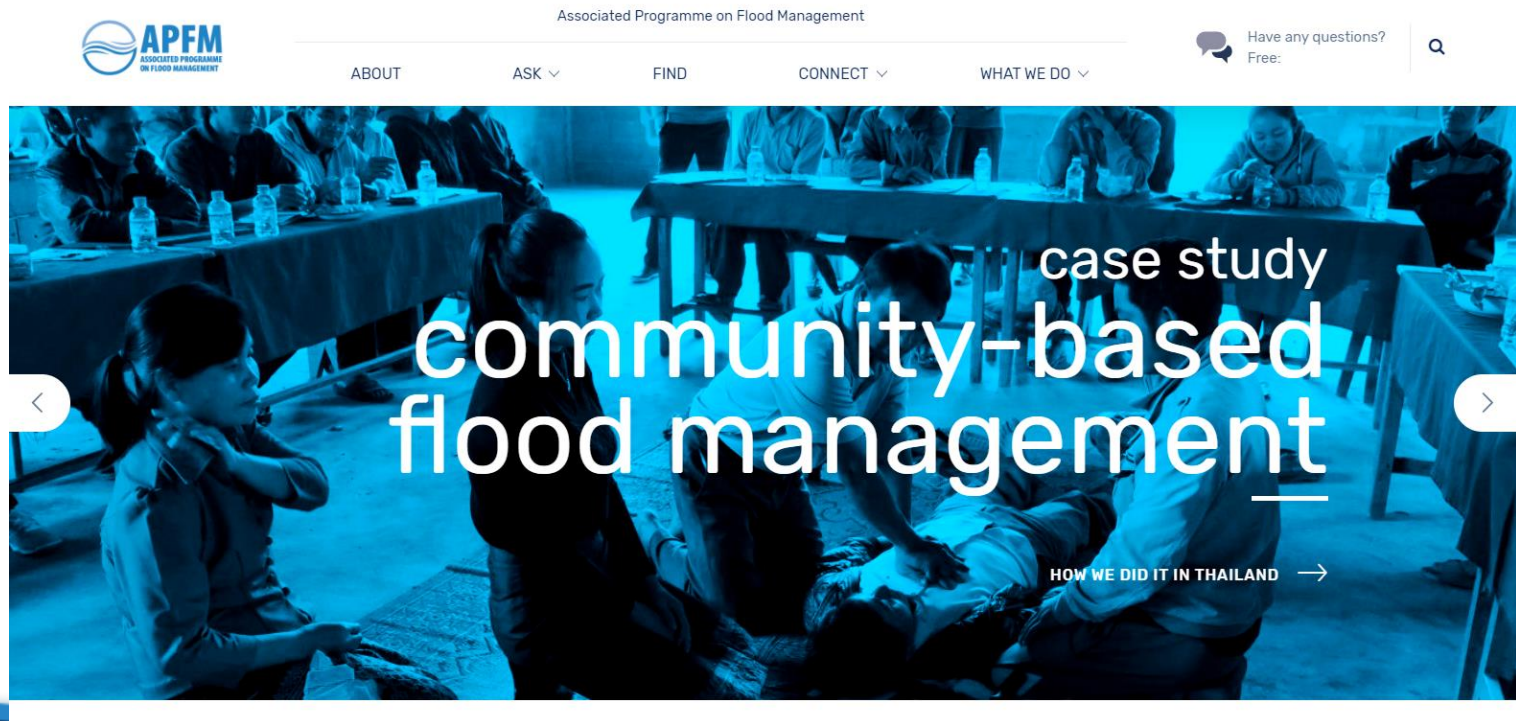 Associated Programme on Flood Management
APFM
ASSOCIATED PROGRAMME
ON FLOOD MANAGEMENT
Have any questions?
Free:
ABOUT
ASK
FIND
CONNECT
WHAT WE DO
case study
community-based
flood management
HOW WE DID IT IN THAILAND